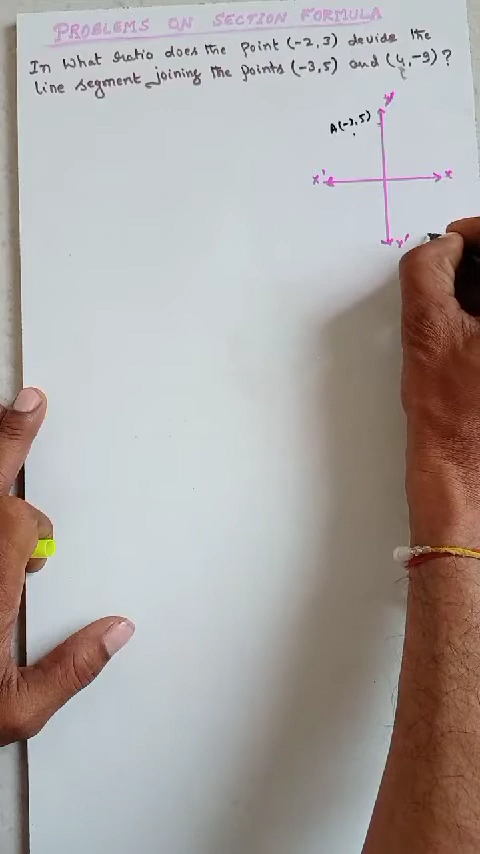 PROBLEMS ON SECTION FORMULA
In what ratio does the point (-2,3) devide the
line segment joining the points (-3,5) and (4,-9)?
y
A(-3,5)
x' x
y'